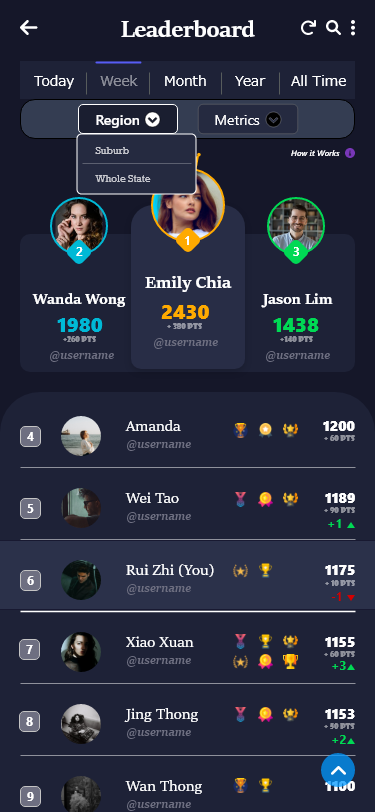 Leaderboard
Today Week Month Year All Time
Region Metrics
Suburb
How it Works i
Whole State
1
2 3
Emily Chia
Wanda Wong Jason Lim
2430
1980 1438
+ 280 PTS
+260 PTS +140 PTS
@username
@username @username
Amanda 1200
4 + 60 PTS
@username
Wei Tao 1189
5 + 90 PTS
@username +1
Rui Zhi (You) 1175
6 + 10 PTS
@username -1
Xiao Xuan 1155
7 + 60 PTS
@username +3
Jing Thong 1153
8 + 30 PTS
@username +2
Wan Thong 1100
9
@username